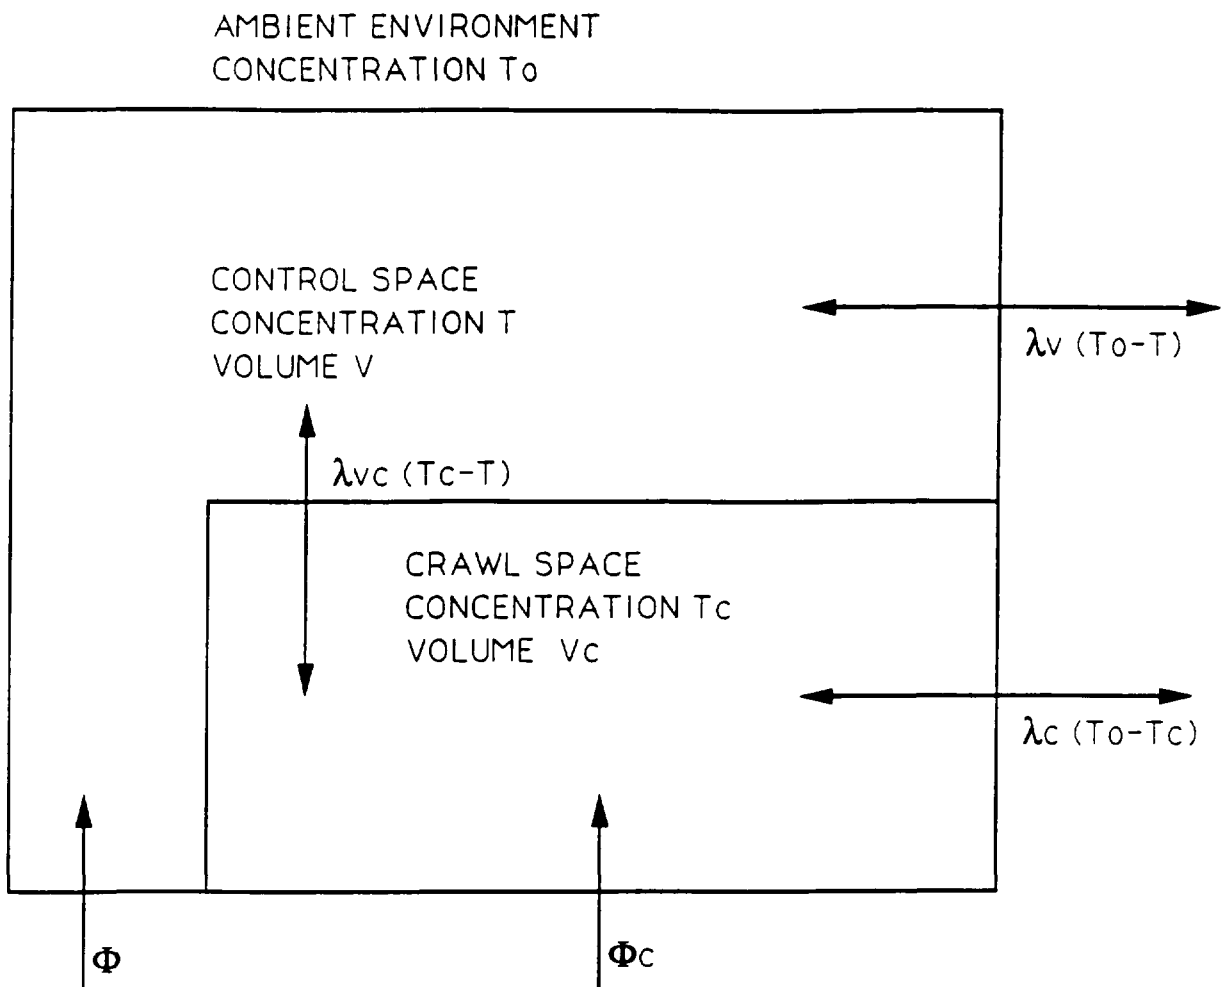 AMBIENT ENVIRONMENT
CONCENTRATION To
CONTROL SPACE
CONCENTRATION T
VOLUME V
λv (To-T)
λvc (Tc-T)
CRAWL SPACE
CONCENTRATION Tc
VOLUME Vc
λc (To-Tc)
Φ
Φc